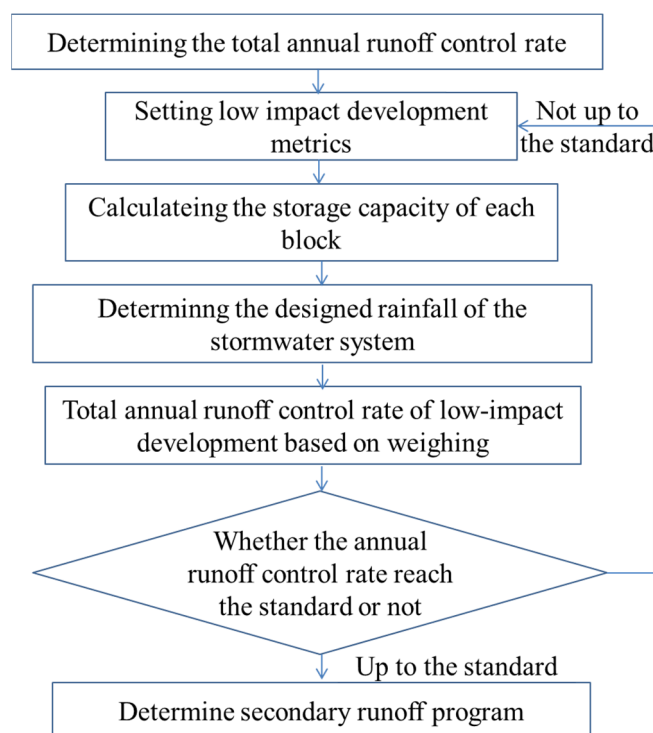 Determining the total annual runoff control rate
Setting low impact development
metrics
Not up to
the standard
Calculateing the storage capacity of each
block
Determinng the designed rainfall of the
stormwater system
Total annual runoff control rate of low-impact
development based on weighing
Whether the annual
runoff control rate reach
the standard or not
Up to the standard
Determine secondary runoff program